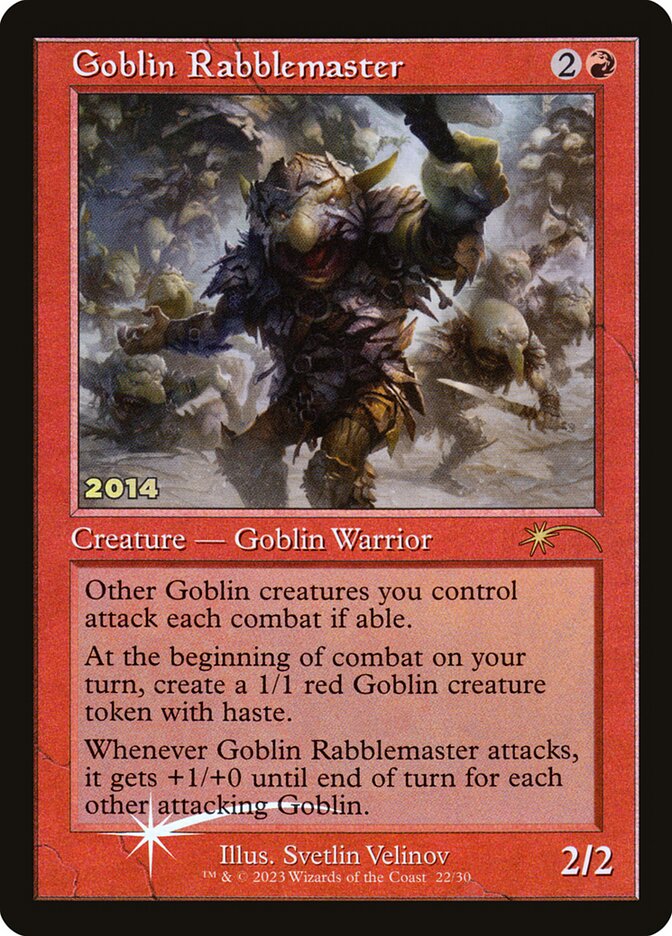 Goblin Rabblemaster 2
2014
Creature — Goblin Warrior
Other Goblin creatures you control
attack each combat if able.
At the beginning of combat on your
turn, create a 1/1 red Goblin creature
token with haste.
Whenever Goblin Rabblemaster attacks,
it gets +1/+0 until end of turn for each
other attacking Goblin.
Illus. Svetlin Velinov
2/2
™ & © 2023 Wizards of the Coast 22/30